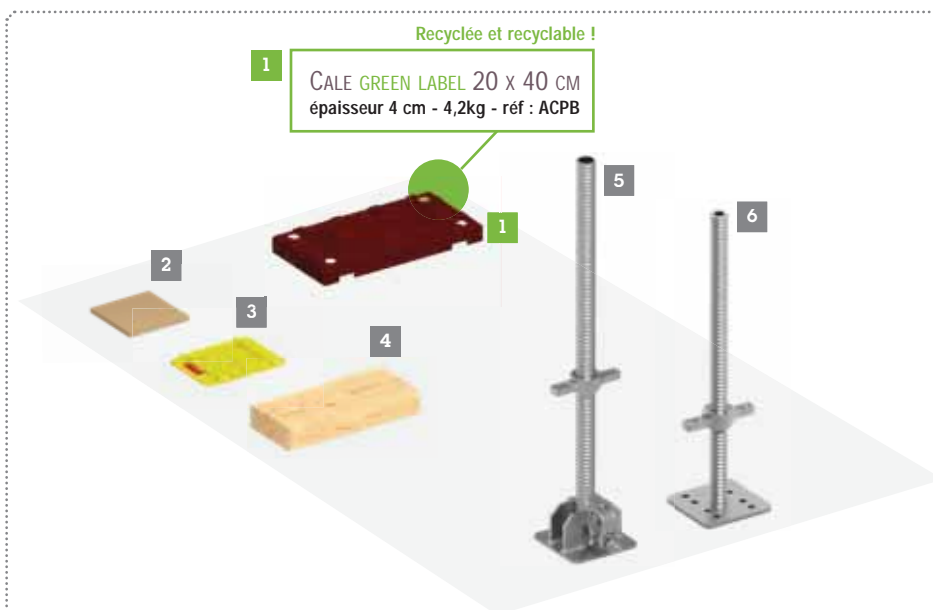 Recyclée et recyclable !
1
CALE GREEN LABEL 20 X 40 CM
épaisseur 4 cm - 4,2kg - réf : ACPB
5
6
1
2
3
4